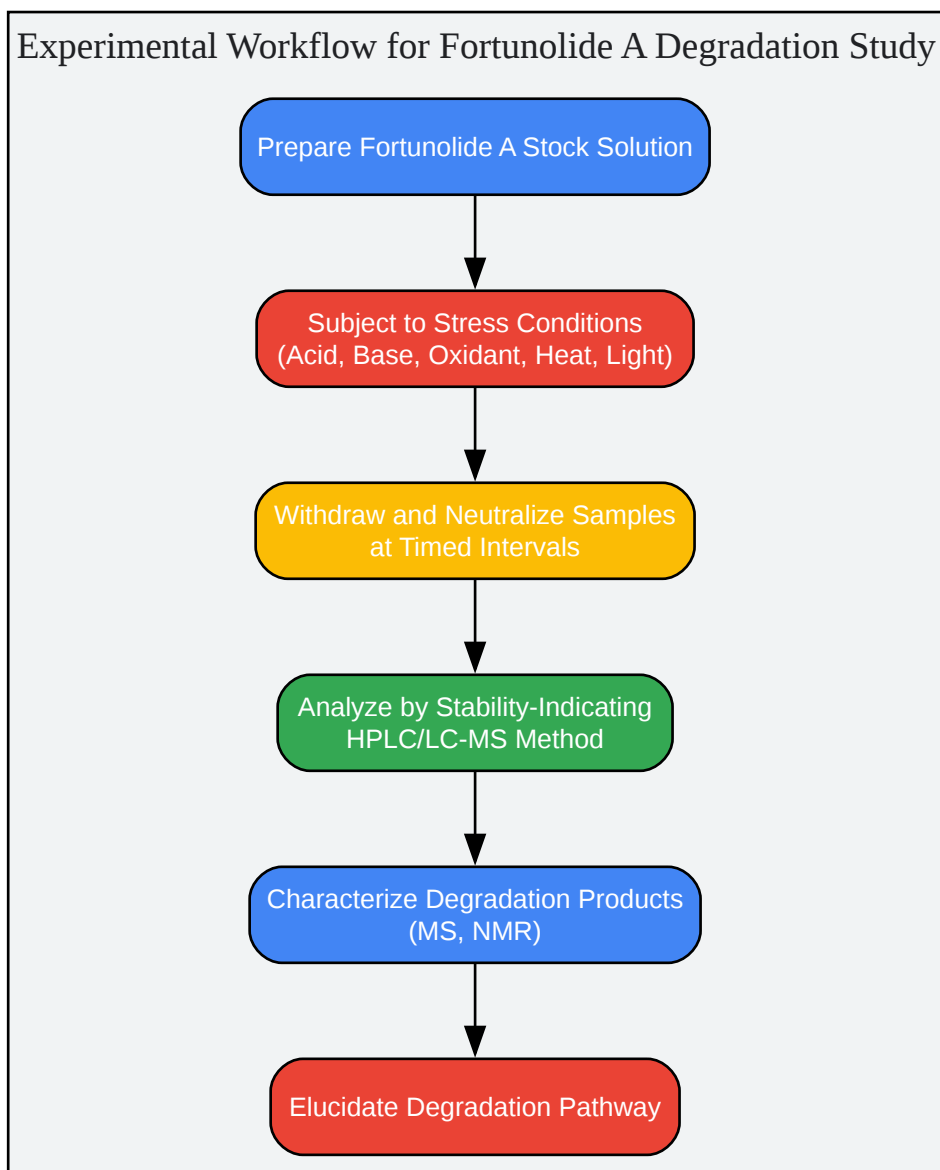 Experimental Workflow for Fortunolide A Degradation Study
Prepare Fortunolide A Stock Solution
Subject to Stress Conditions
(Acid, Base, Oxidant, Heat, Light)
Withdraw and Neutralize Samples
at Timed Intervals
Analyze by Stability-Indicating
HPLC/LC-MS Method
Characterize Degradation Products
(MS, NMR)
Elucidate Degradation Pathway